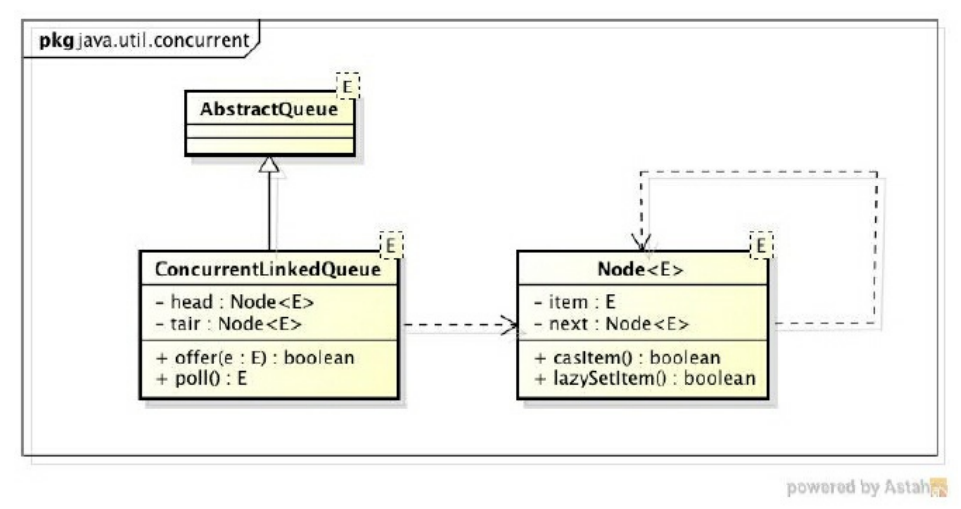 pkg java.util.concurrent
E
AbstractQueue
E
ConcurrentLinkedQueue
- head : Node<E>
- tair : Node<E>
+ offer(e : E) : boolean
+ poll() : E
E
Node<E>
- item : E
- next : Node<E>
+ casItem() : boolean
+ lazySetItem() : boolean
powered by Astah